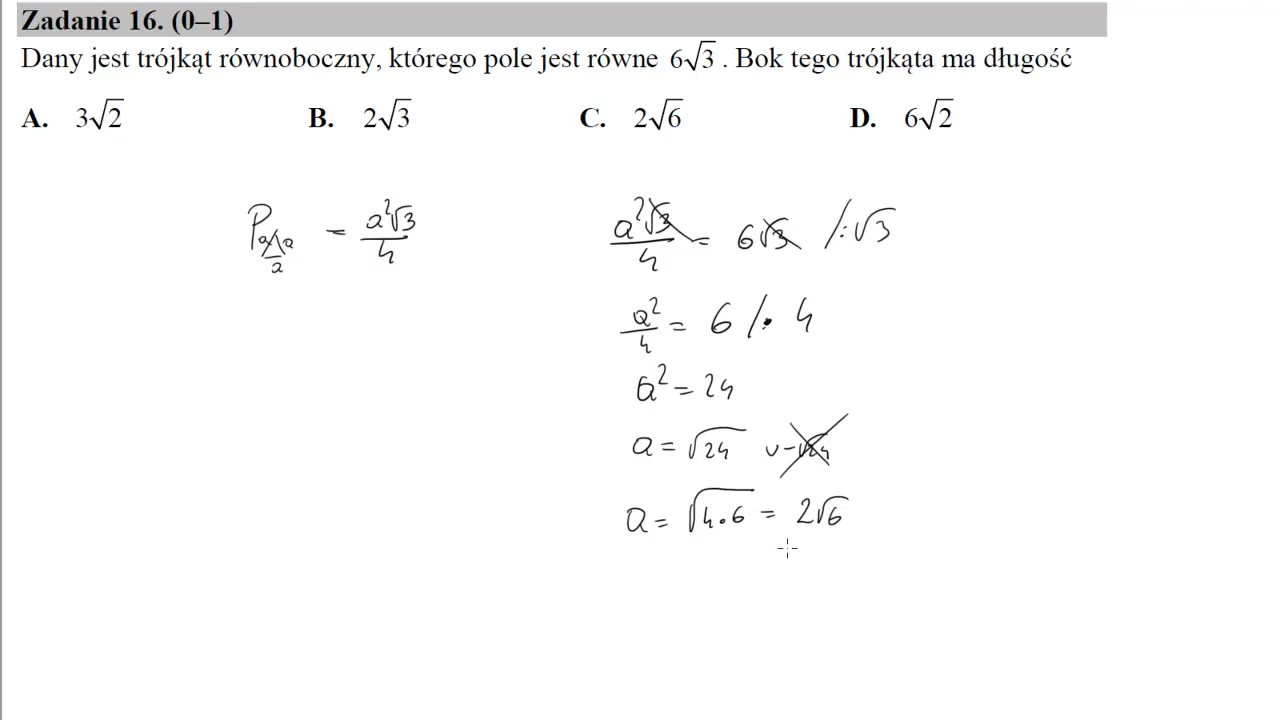 Zadanie 16. (0–1)
Dany jest trójkąt równoboczny, którego pole jest równe 6√3 . Bok tego trójkąta ma długość
A. 3√2 B. 2√3 C. 2√6 D. 6√2
P a a a = a²√3/4
a²√3/4 = 6√3 /:√3
a²/4 = 6 /· 4
a² = 24
a = √24 v −√24
a = √4·6 = 2√6